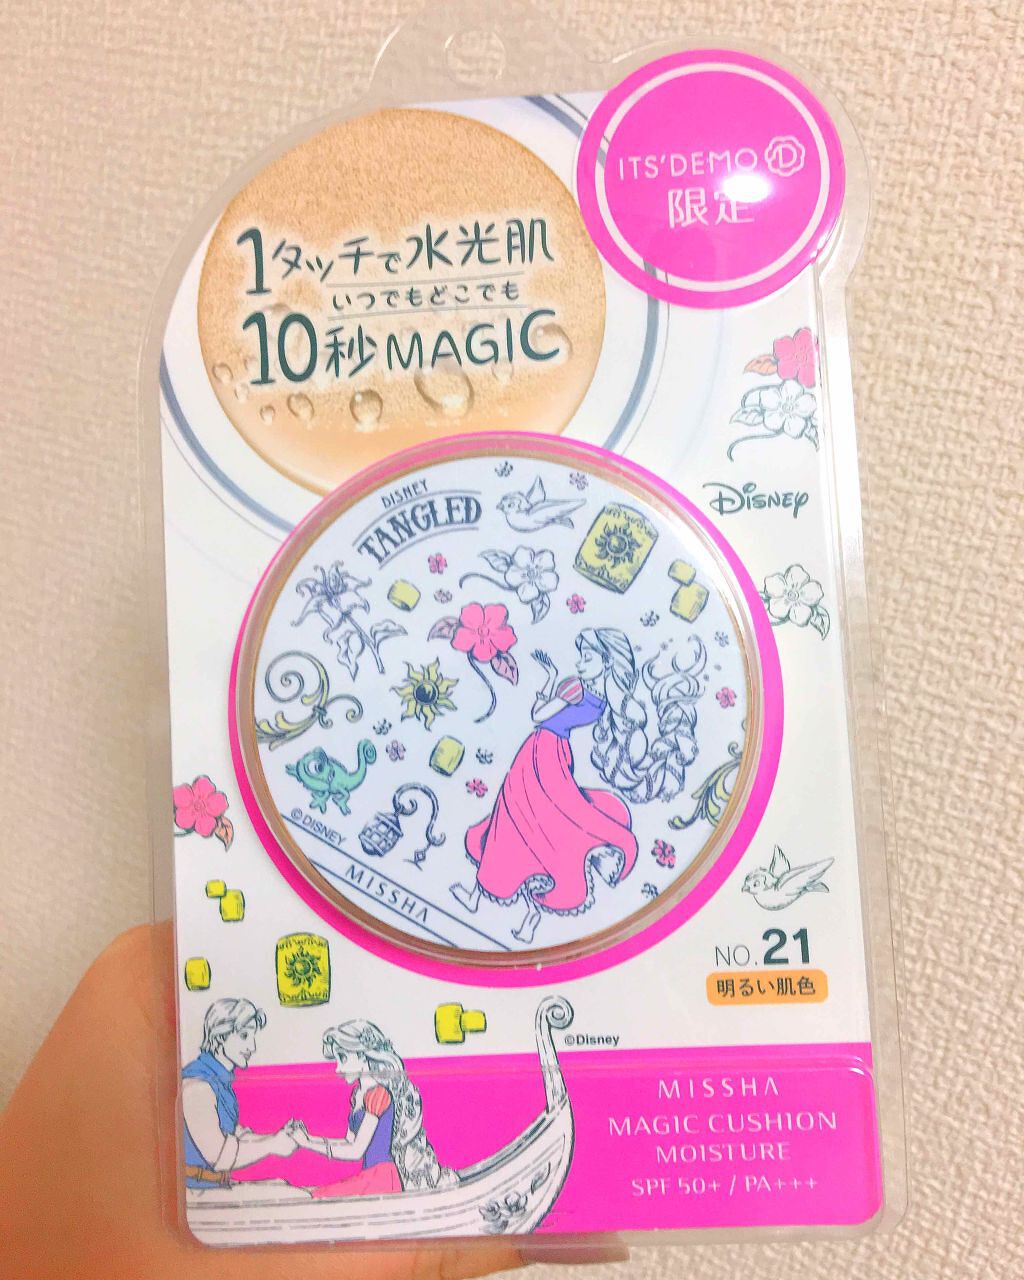 ITS'DEMO D
限定
1タッチで水光肌
いつでもどこでも
10秒MAGIC
DISNEY
TANGLED
Disney
©DISNEY
MISSHA
NO.21
明るい肌色
©Disney
MISSHA
MAGIC CUSHION
MOISTURE
SPF 50+ / PA+++